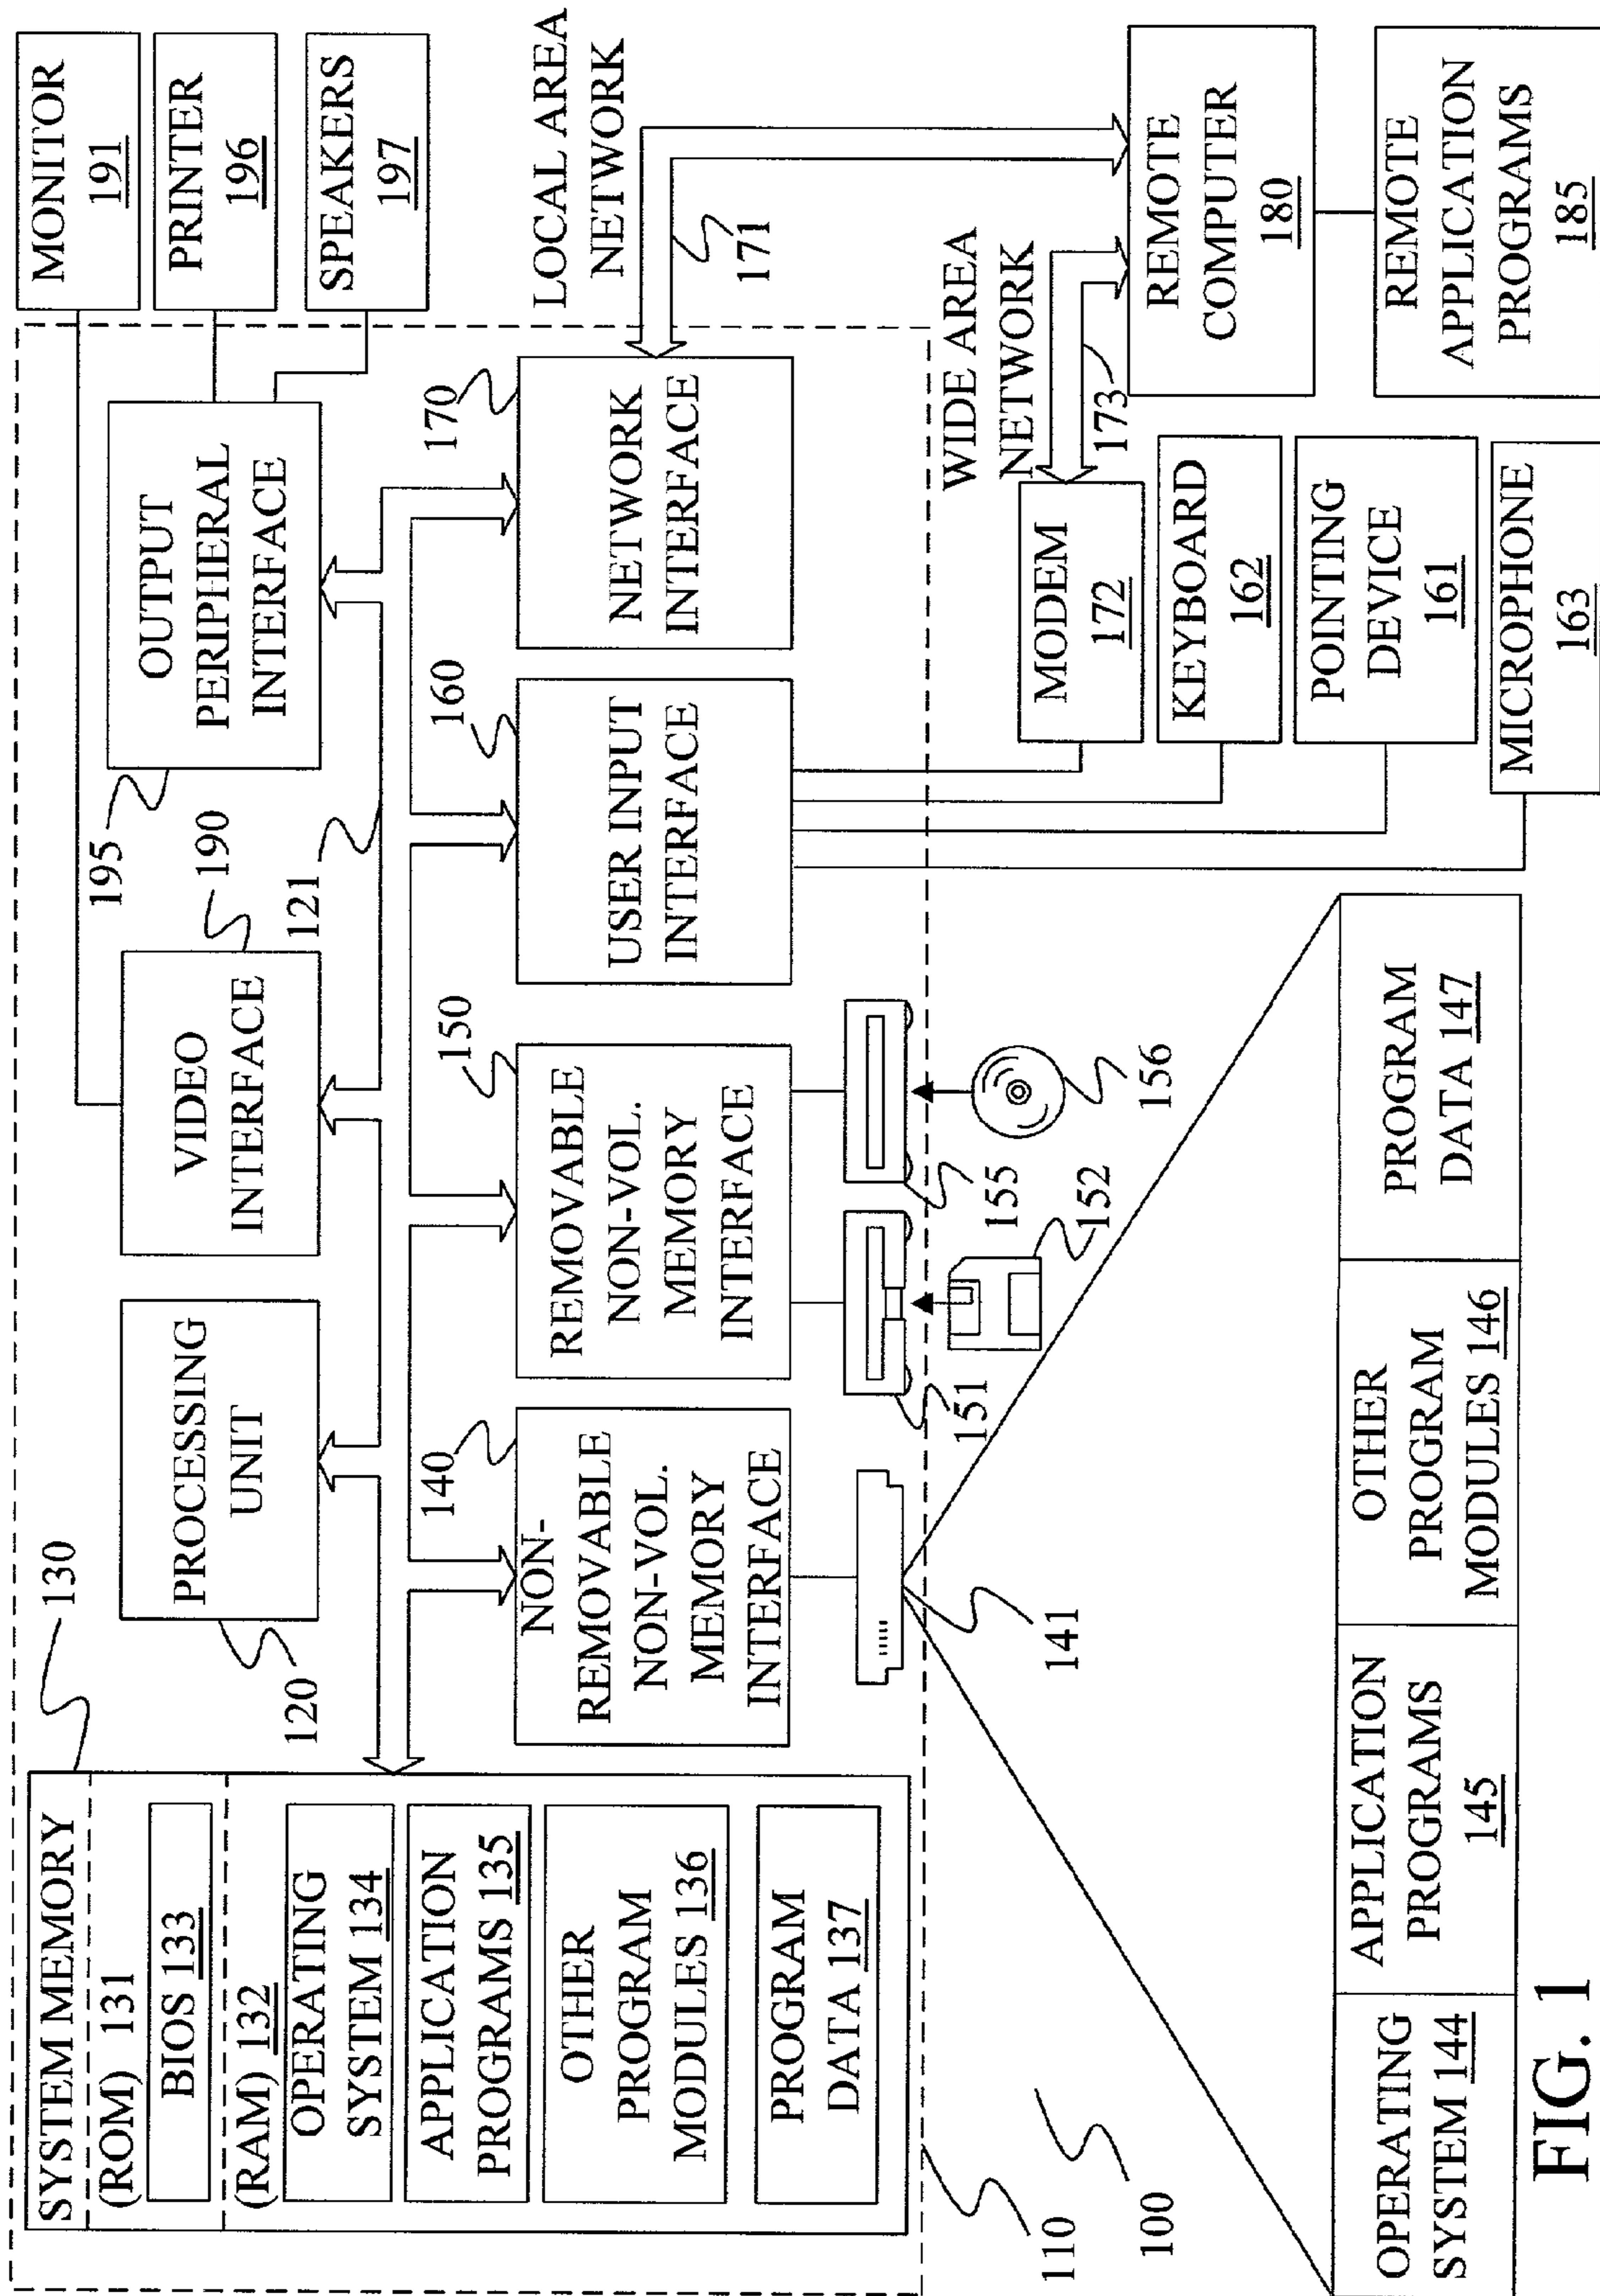 SYSTEM MEMORY
(ROM) 131
BIOS 133
(RAM) 132
OPERATING
SYSTEM 134
APPLICATION
PROGRAMS 135
OTHER
PROGRAM
MODULES 136
PROGRAM
DATA 137
130
PROCESSING
UNIT
120
VIDEO
INTERFACE
190
121
OUTPUT
PERIPHERAL
INTERFACE
195
MONITOR
191
PRINTER
196
SPEAKERS
197
140
NON-
REMOVABLE
NON-VOL.
MEMORY
INTERFACE
150
REMOVABLE
NON-VOL.
MEMORY
INTERFACE
160
USER INPUT
INTERFACE
170
NETWORK
INTERFACE
LOCAL AREA
NETWORK
171
141
151
152
155
156
WIDE AREA
NETWORK
173
MODEM
172
KEYBOARD
162
POINTING
DEVICE
161
MICROPHONE
163
REMOTE
COMPUTER
180
REMOTE
APPLICATION
PROGRAMS
185
110
100
OPERATING
SYSTEM 144
APPLICATION
PROGRAMS
145
OTHER
PROGRAM
MODULES 146
PROGRAM
DATA 147
FIG. 1